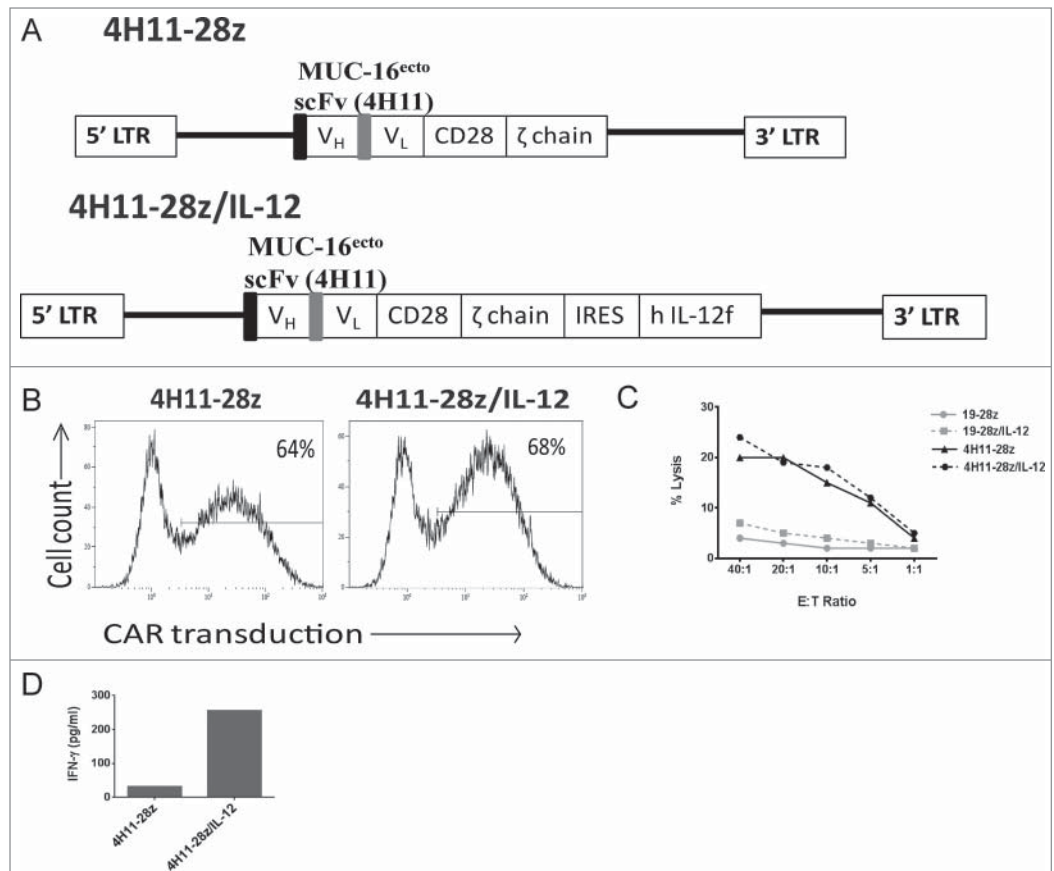 A
4H11-28z
MUC-16ecto
scFv (4H11)
5' LTR
VH
VL
CD28
ζ chain
3' LTR
4H11-28z/IL-12
MUC-16ecto
scFv (4H11)
5' LTR
VH
VL
CD28
ζ chain
IRES
h IL-12f
3' LTR
B
4H11-28z
4H11-28z/IL-12
64%
68%
Cell count
CAR transduction
C
30
20
10
0
% Lysis
40:1
20:1
10:1
5:1
1:1
E:T Ratio
19-28z
19-28z/IL-12
4H11-28z
4H11-28z/IL-12
D
300
200
100
0
IFN-γ (pg/ml)
4H11-28z
4H11-28z/IL-12